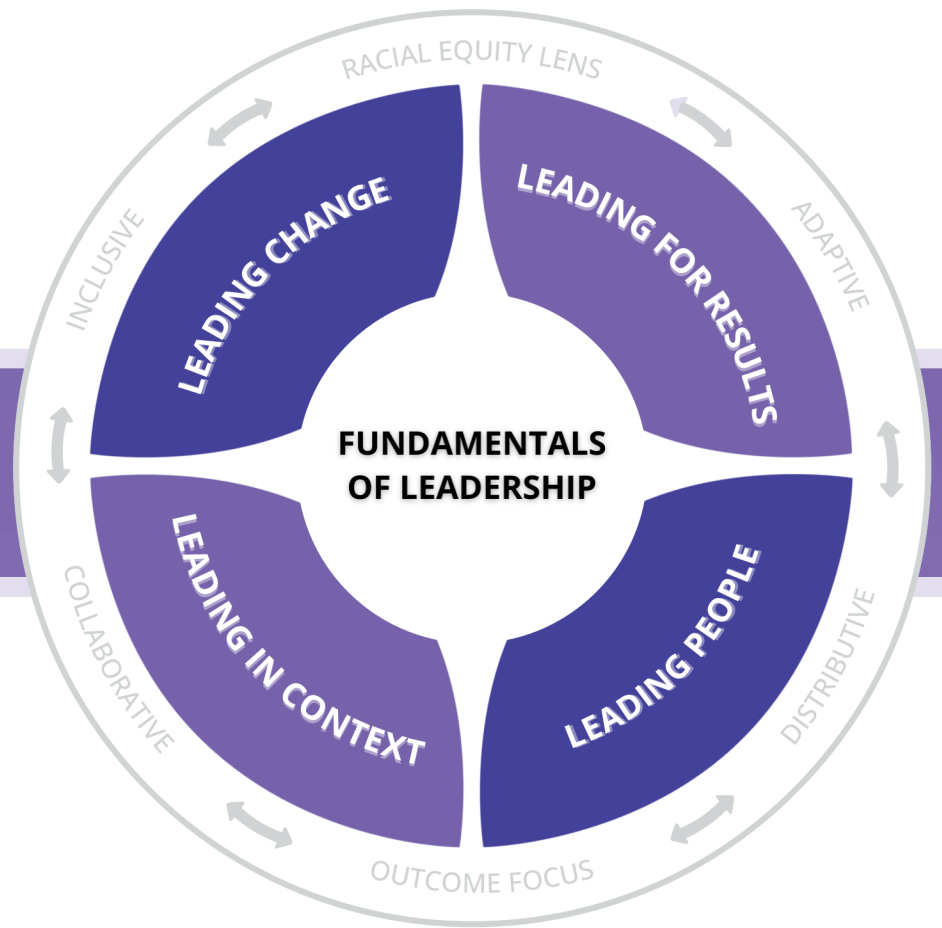 RACIAL EQUITY LENS
ADAPTIVE
DISTRIBUTIVE
OUTCOME FOCUS
COLLABORATIVE
INCLUSIVE
LEADING CHANGE
LEADING FOR RESULTS
LEADING PEOPLE
LEADING IN CONTEXT
FUNDAMENTALS
OF LEADERSHIP